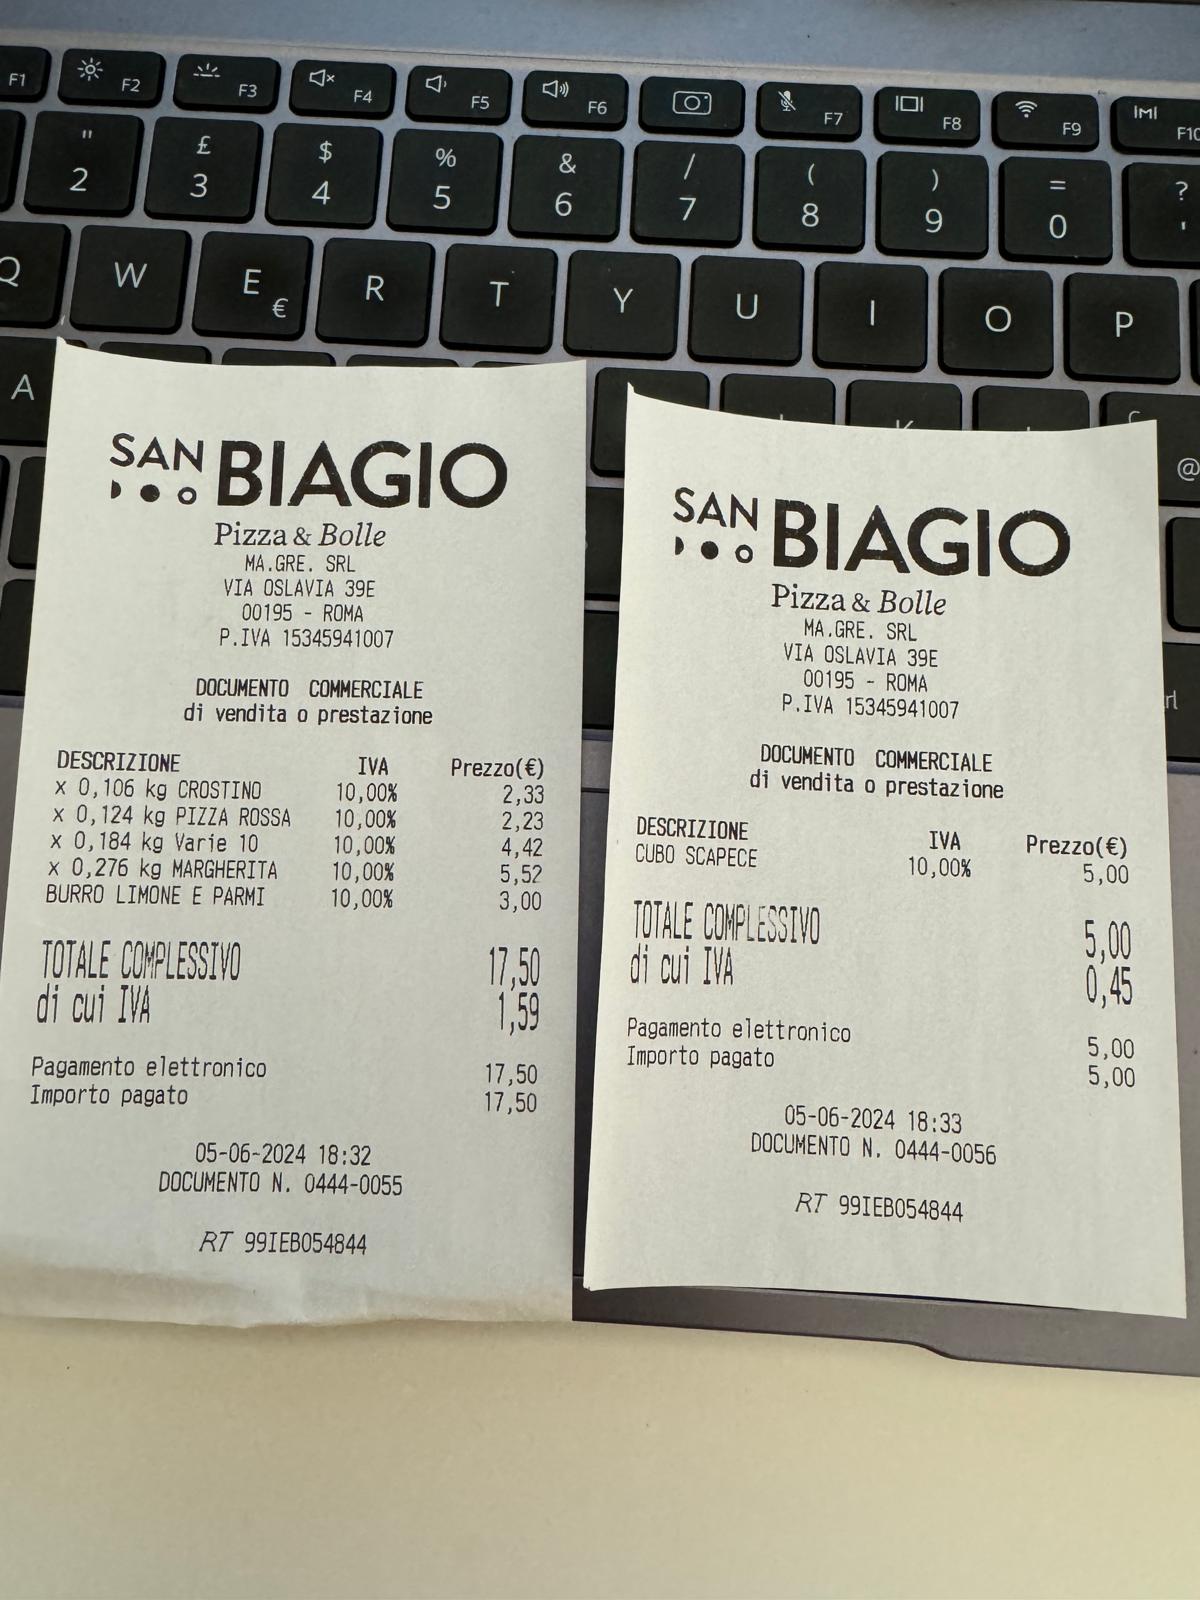 F1 F2 F3 F4 F5 F6 F7 F8 F9 F10
" £ $ % & / ( ) = ?
2 3 4 5 6 7 8 9 0 '
Q W E R T Y U I O P
€
A
@
SAN BIAGIO
Pizza & Bolle
MA.GRE. SRL
VIA OSLAVIA 39E
00195 - ROMA
P.IVA 15345941007
DOCUMENTO COMMERCIALE
di vendita o prestazione
DESCRIZIONE IVA Prezzo(€)
x 0,106 kg CROSTINO 10,00% 2,33
x 0,124 kg PIZZA ROSSA 10,00% 2,23
x 0,184 kg Varie 10 10,00% 4,42
x 0,276 kg MARGHERITA 10,00% 5,52
BURRO LIMONE E PARMI 10,00% 3,00
TOTALE COMPLESSIVO 17,50
di cui IVA 1,59
Pagamento elettronico 17,50
Importo pagato 17,50
05-06-2024 18:32
DOCUMENTO N. 0444-0055
RT 99IEB054844
SAN BIAGIO
Pizza & Bolle
MA.GRE. SRL
VIA OSLAVIA 39E
00195 - ROMA
P.IVA 15345941007
DOCUMENTO COMMERCIALE
di vendita o prestazione
DESCRIZIONE IVA Prezzo(€)
CUBO SCAPECE 10,00% 5,00
TOTALE COMPLESSIVO 5,00
di cui IVA 0,45
Pagamento elettronico 5,00
Importo pagato 5,00
05-06-2024 18:33
DOCUMENTO N. 0444-0056
RT 99IEB054844